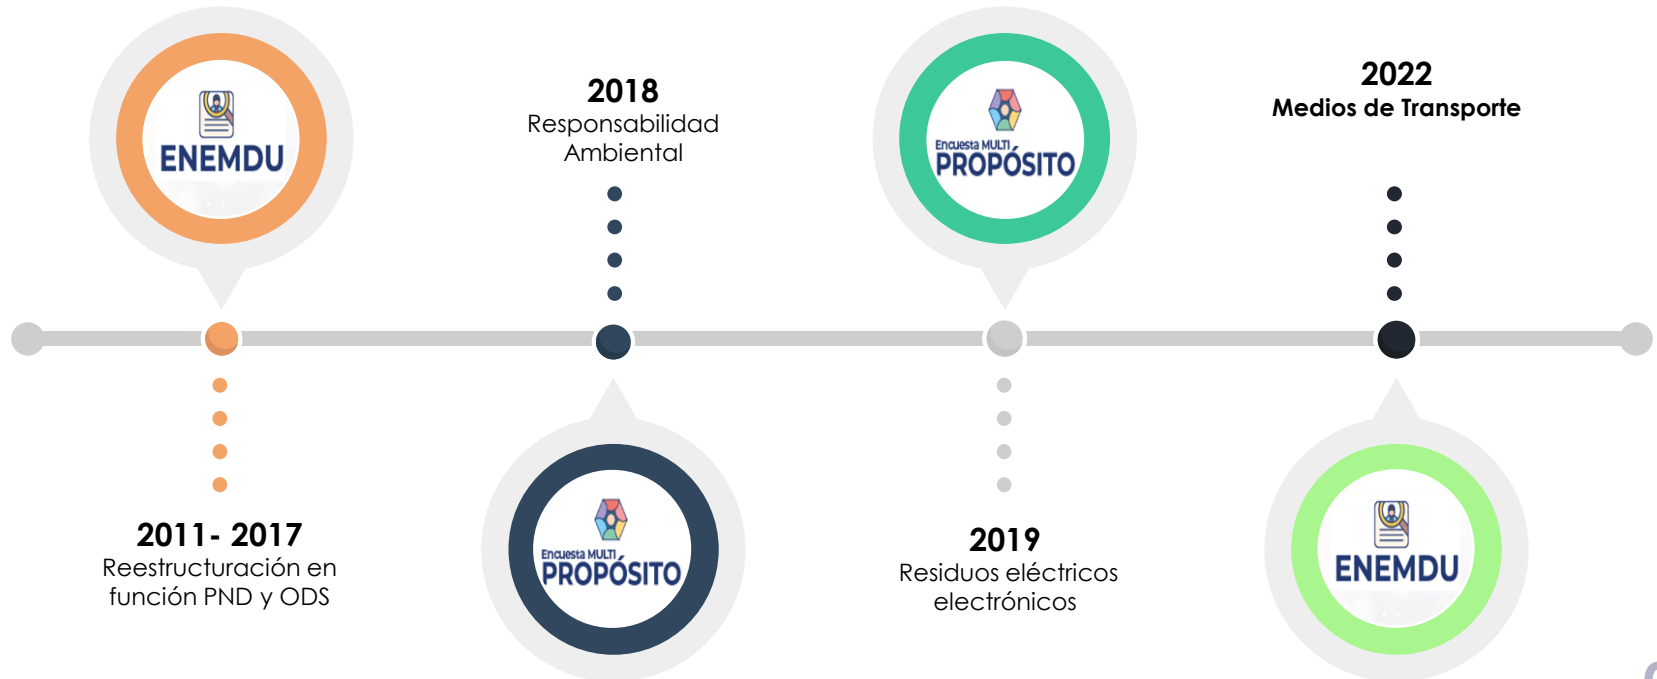 ENEMDU
2011- 2017
Reestructuración en
función PND y ODS
2018
Responsabilidad
Ambiental
Encuesta MULTI
PROPÓSITO
Encuesta MULTI
PROPÓSITO
2019
Residuos eléctricos
electrónicos
2022
Medios de Transporte
ENEMDU